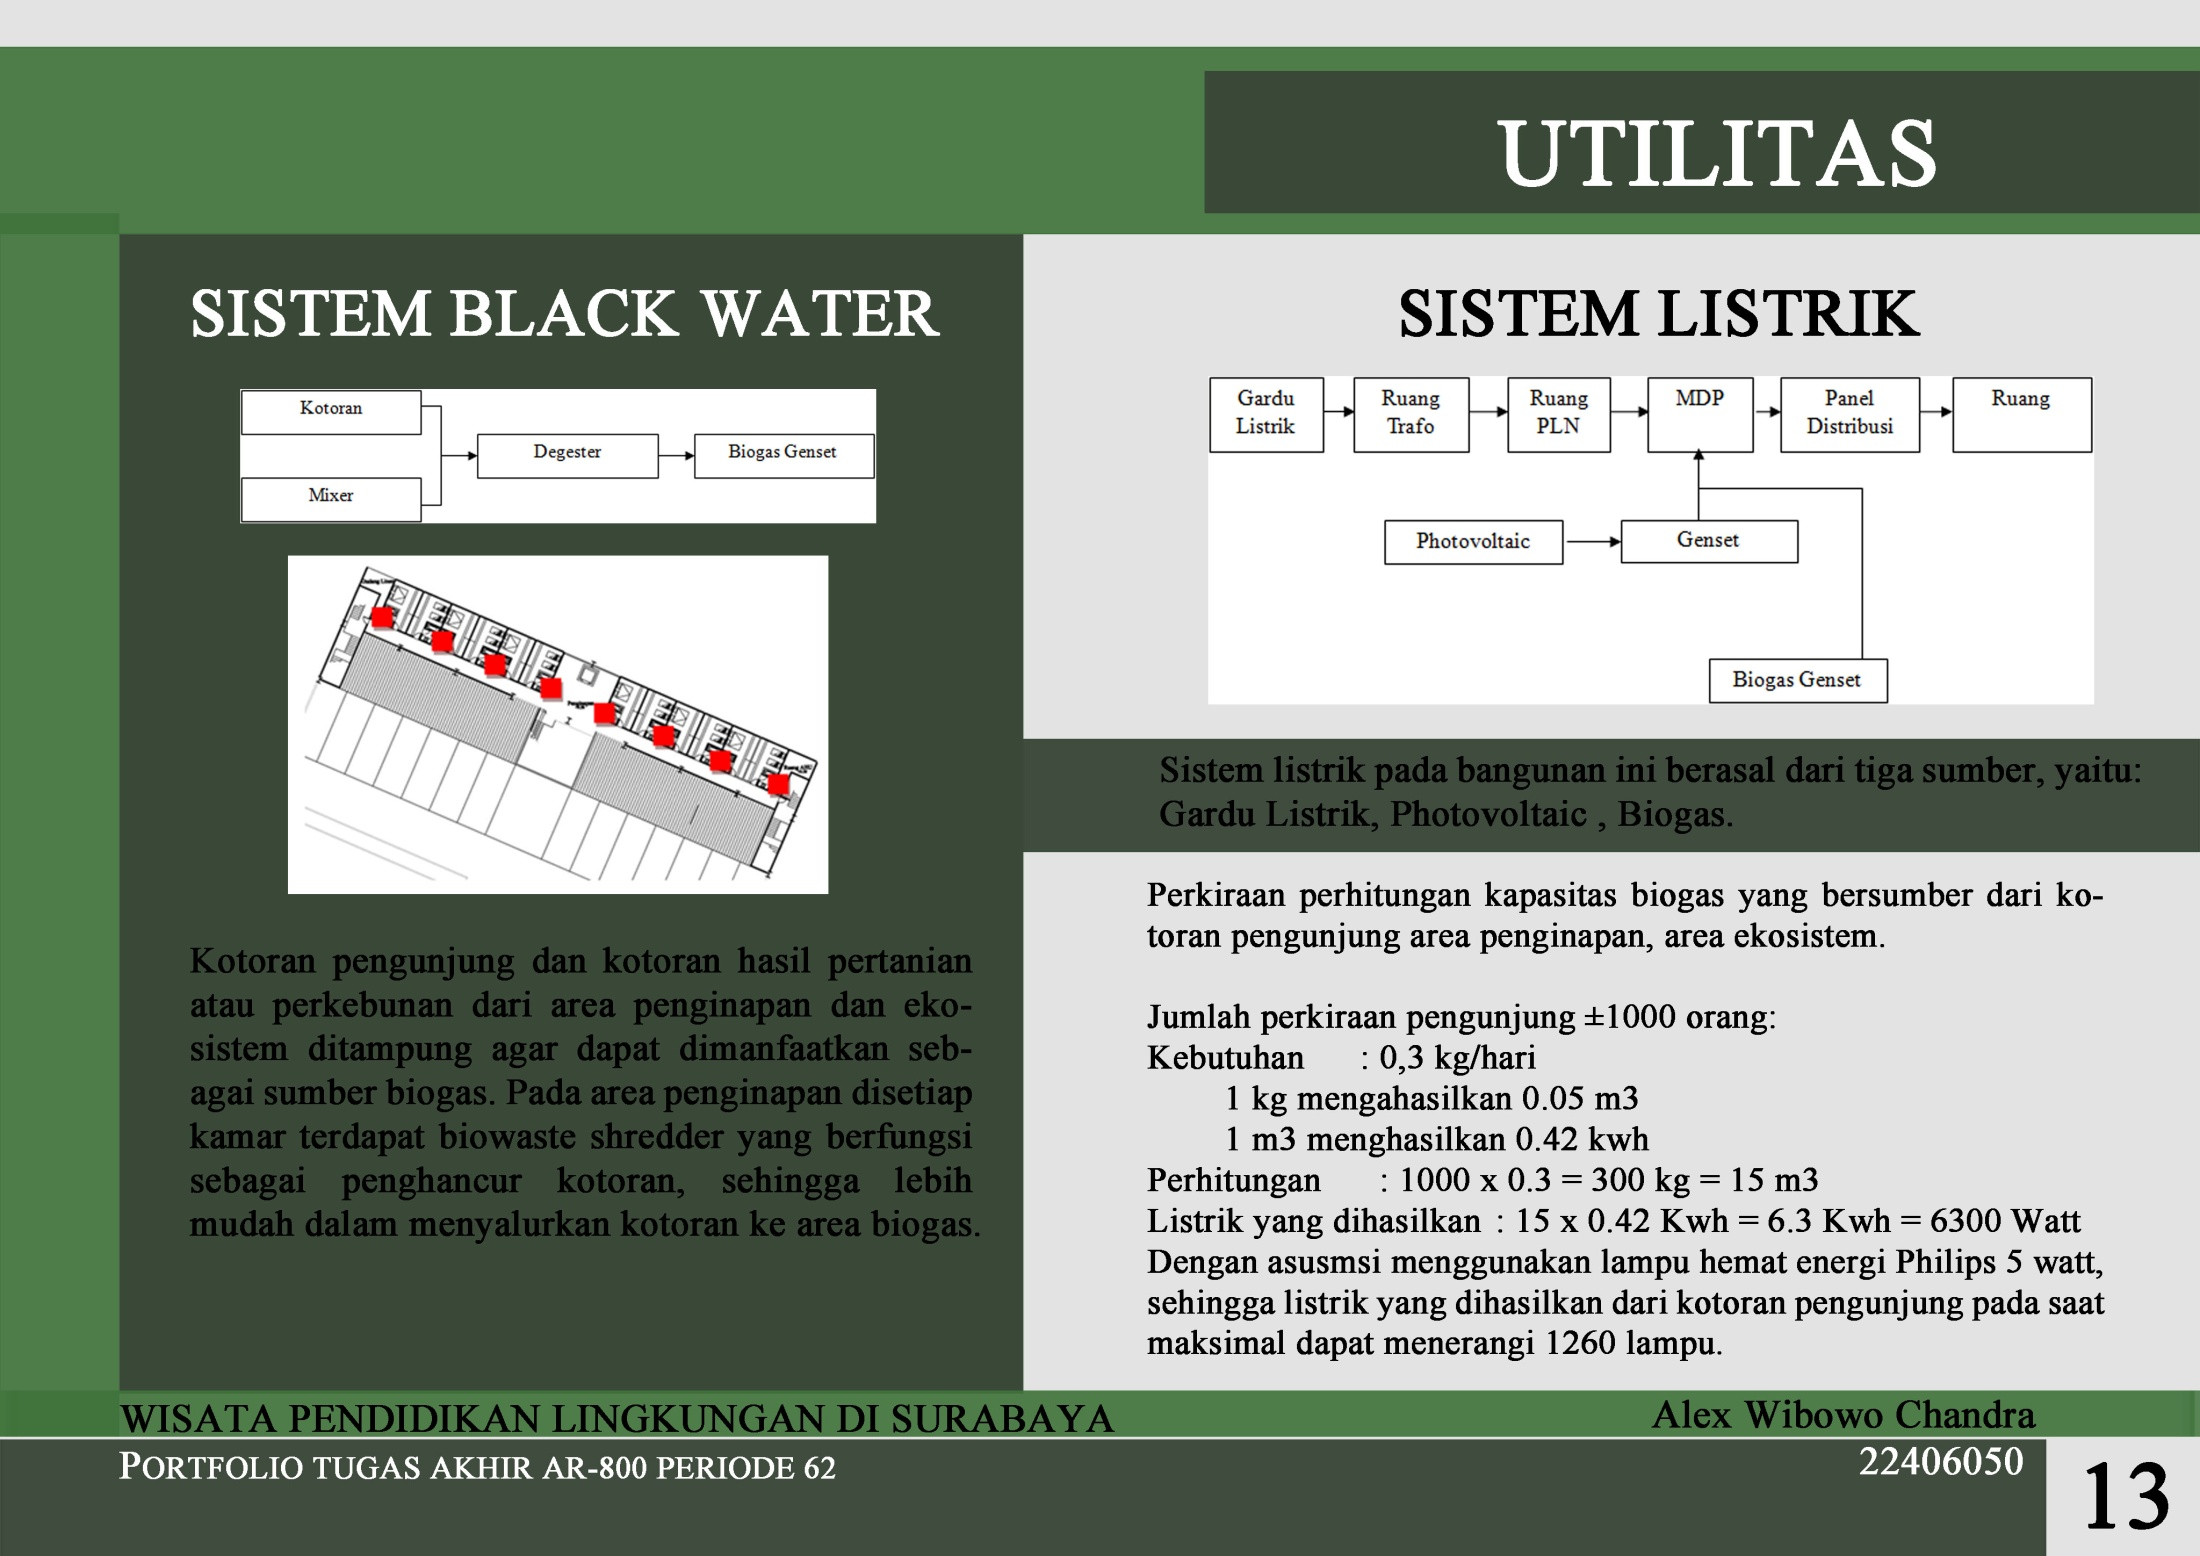 UTILITAS
SISTEM BLACK WATER
Kotoran
Degester
Biogas Genset
Mixer
Kotoran pengunjung dan kotoran hasil pertanian
atau perkebunan dari area penginapan dan eko-
sistem ditampung agar dapat dimanfaatkan seb-
agai sumber biogas. Pada area penginapan disetiap
kamar terdapat biowaste shredder yang berfungsi
sebagai penghancur kotoran, sehingga lebih
mudah dalam menyalurkan kotoran ke area biogas.
SISTEM LISTRIK
Gardu
Listrik
Ruang
Trafo
Ruang
PLN
MDP
Panel
Distribusi
Ruang
Photovoltaic
Genset
Biogas Genset
Sistem listrik pada bangunan ini berasal dari tiga sumber, yaitu:
Gardu Listrik, Photovoltaic , Biogas.
Perkiraan perhitungan kapasitas biogas yang bersumber dari ko-
toran pengunjung area penginapan, area ekosistem.
Jumlah perkiraan pengunjung ±1000 orang:
Kebutuhan : 0,3 kg/hari
1 kg mengahasilkan 0.05 m3
1 m3 menghasilkan 0.42 kwh
Perhitungan : 1000 x 0.3 = 300 kg = 15 m3
Listrik yang dihasilkan : 15 x 0.42 Kwh = 6.3 Kwh = 6300 Watt
Dengan asusmsi menggunakan lampu hemat energi Philips 5 watt,
sehingga listrik yang dihasilkan dari kotoran pengunjung pada saat
maksimal dapat menerangi 1260 lampu.
WISATA PENDIDIKAN LINGKUNGAN DI SURABAYA
Alex Wibowo Chandra
PORTFOLIO TUGAS AKHIR AR-800 PERIODE 62
22406050
13